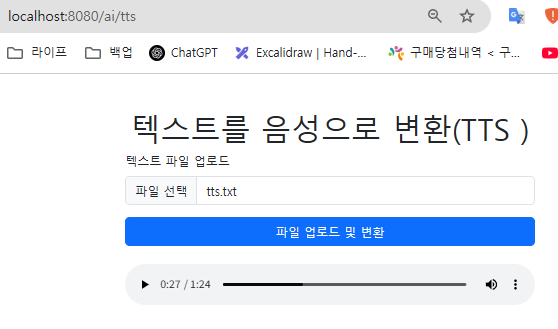 localhost:8080/ai/tts
라이프 백업 ChatGPT Excalidraw | Hand-... 구매당첨내역 < 구...
텍스트를 음성으로 변환(TTS )
텍스트 파일 업로드
파일 선택 tts.txt
파일 업로드 및 변환
0:27 / 1:24